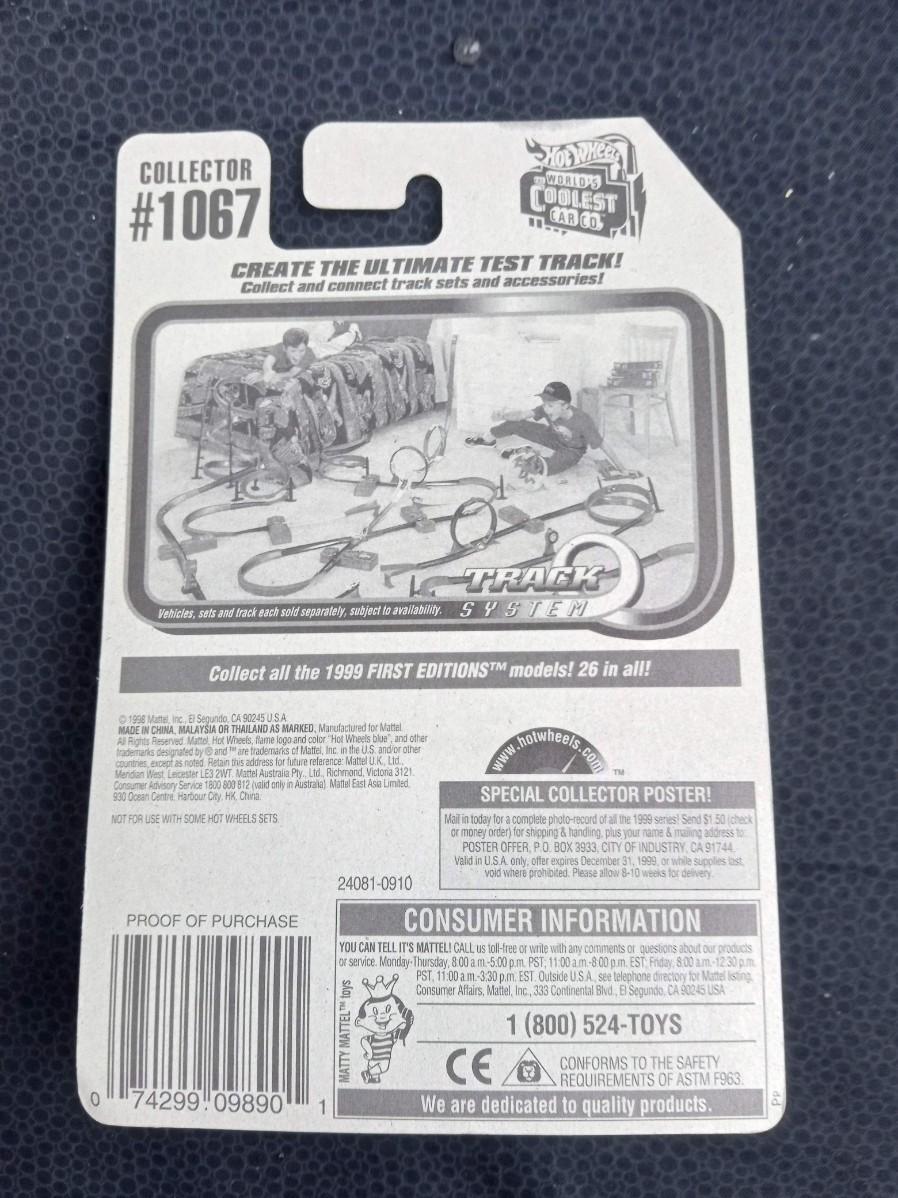 COLLECTOR
#1067
HOT WHEELS
THE WORLD'S
COOLEST
CAR CO.
CREATE THE ULTIMATE TEST TRACK!
Collect and connect track sets and accessories!
TRACK
SYSTEM
Vehicles, sets and track each sold separately, subject to availability.
Collect all the 1999 FIRST EDITIONS™ models! 26 in all!
© 1998 Mattel, Inc., El Segundo, CA 90245 U.S.A.
MADE IN CHINA, MALAYSIA OR THAILAND AS MARKED, Manufactured for Mattel.
All Rights Reserved. Mattel, Hot Wheels, flame logo and color "Hot Wheels blue", and other
trademarks designated by ® and ™ are trademarks of Mattel, Inc. in the U.S. and/or other
countries, except as noted. Retain this address for future reference: Mattel U.K., Ltd.,
Meridian West, Leicester LE3 2WT. Mattel Australia Pty., Ltd., Richmond, Victoria 3121.
Consumer Advisory Service 1800 800 812 (valid only in Australia). Mattel East Asia Limited,
930 Ocean Centre, Harbour City, HK, China.
NOT FOR USE WITH SOME HOT WHEELS SETS.
www.hotwheels.com
™
SPECIAL COLLECTOR POSTER!
Mail in today for a complete photo-record of all the 1999 series! Send $1.50 (check
or money order) for shipping & handling, plus your name & mailing address to:
POSTER OFFER, P.O. BOX 3933, CITY OF INDUSTRY, CA 91744.
Valid in U.S.A. only, offer expires December 31, 1999, or while supplies last,
void where prohibited. Please allow 8-10 weeks for delivery.
24081-0910
PROOF OF PURCHASE
0 74299 09890 1
CONSUMER INFORMATION
YOU CAN TELL IT'S MATTEL! CALL us toll-free or write with any comments or questions about our products
or service. Monday-Thursday, 8:00 a.m.-5:00 p.m. PST; 11:00 a.m.-8:00 p.m. EST; Friday, 8:00 a.m.-12:30 p.m.
PST, 11:00 a.m.-3:30 p.m. EST. Outside U.S.A., see telephone directory for Mattel listing.
Consumer Affairs, Mattel, Inc., 333 Continental Blvd., El Segundo, CA 90245 USA
MATTY MATTEL™ toys
1 (800) 524-TOYS
CE
CONFORMS TO THE SAFETY
REQUIREMENTS OF ASTM F963.
We are dedicated to quality products.
PP